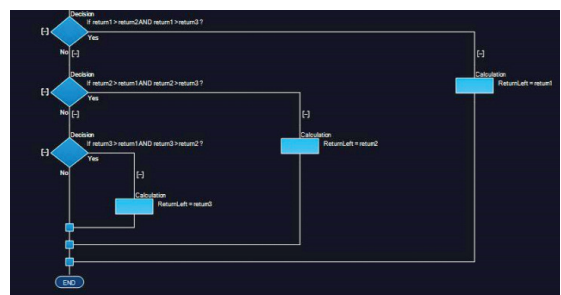 Decision
If return1 > return2 AND return1 > return3 ?
[-]
Yes
No [-]
[-]
Calculation
ReturnLeft = return1
Decision
If return2 > return1 AND return2 > return3 ?
[-]
Yes
No [-]
[-]
Calculation
ReturnLeft = return2
Decision
If return3 > return1 AND return3 > return2 ?
[-]
Yes
No
[-]
Calculation
ReturnLeft = return3
END